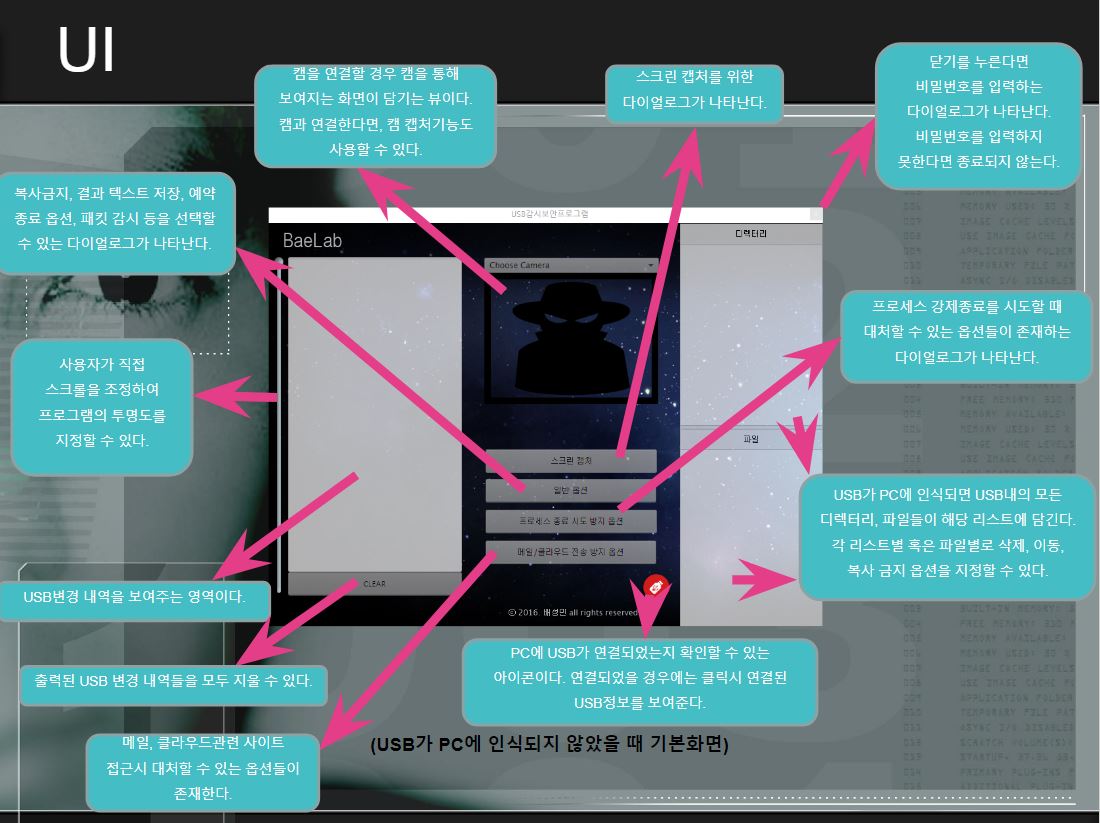 UI
캠을 연결할 경우 캠을 통해
보여지는 화면이 담기는 뷰이다.
캠과 연결한다면, 캠 캡처기능도
사용할 수 있다.
스크린 캡처를 위한
다이얼로그가 나타난다.
닫기를 누른다면
비밀번호를 입력하는
다이얼로그가 나타난다.
비밀번호를 입력하지
못한다면 종료되지 않는다.
복사금지, 결과 텍스트 저장, 예약
종료 옵션, 패킷 감시 등을 선택할
수 있는 다이얼로그가 나타난다.
USB감시보안프로그램
BaeLab
Choose Camera
디렉터리
프로세스 강제종료를 시도할 때
대처할 수 있는 옵션들이 존재하는
다이얼로그가 나타난다.
사용자가 직접
스크롤을 조정하여
프로그램의 투명도를
지정할 수 있다.
파일
스크린 캡처
일반 옵션
프로세스 종료 시도 방지 옵션
메일/클라우드 전송 방지 옵션
USB가 PC에 인식되면 USB내의 모든
디렉터리, 파일들이 해당 리스트에 담긴다.
각 리스트별 혹은 파일별로 삭제, 이동,
복사 금지 옵션을 지정할 수 있다.
CLEAR
USB변경 내역을 보여주는 영역이다.
ⓒ 2016. 배성민 all rights reserved
출력된 USB 변경 내역들을 모두 지울 수 있다.
PC에 USB가 연결되었는지 확인할 수 있는
아이콘이다. 연결되었을 경우에는 클릭시 연결된
USB정보를 보여준다.
메일, 클라우드관련 사이트
접근시 대처할 수 있는 옵션들이
존재한다.
(USB가 PC에 인식되지 않았을 때 기본화면)